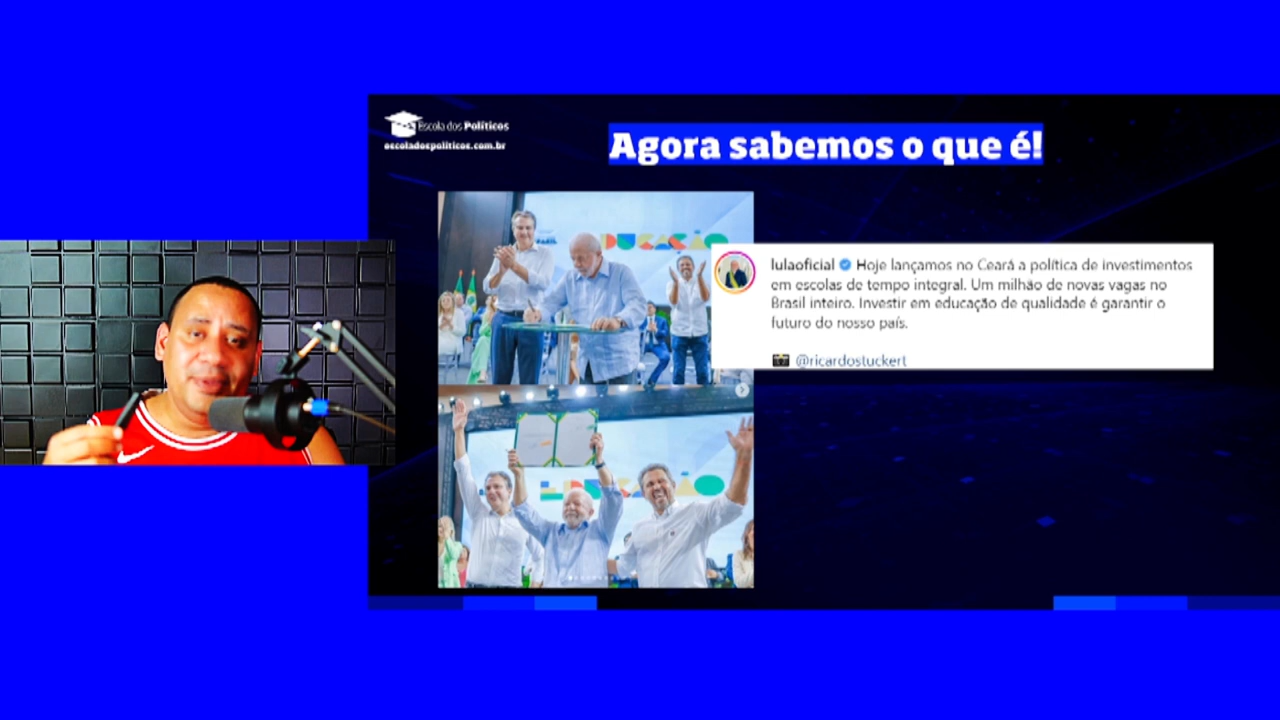 Escola dos Políticos
escoladospoliticos.com.br
Agora sabemos o que é!
DUCAÇÃO
lulaoficial Hoje lançamos no Ceará a política de investimentos
em escolas de tempo integral. Um milhão de novas vagas no
Brasil inteiro. Investir em educação de qualidade é garantir o
futuro do nosso país.
@ricardostuckert
EDUCAÇÃO